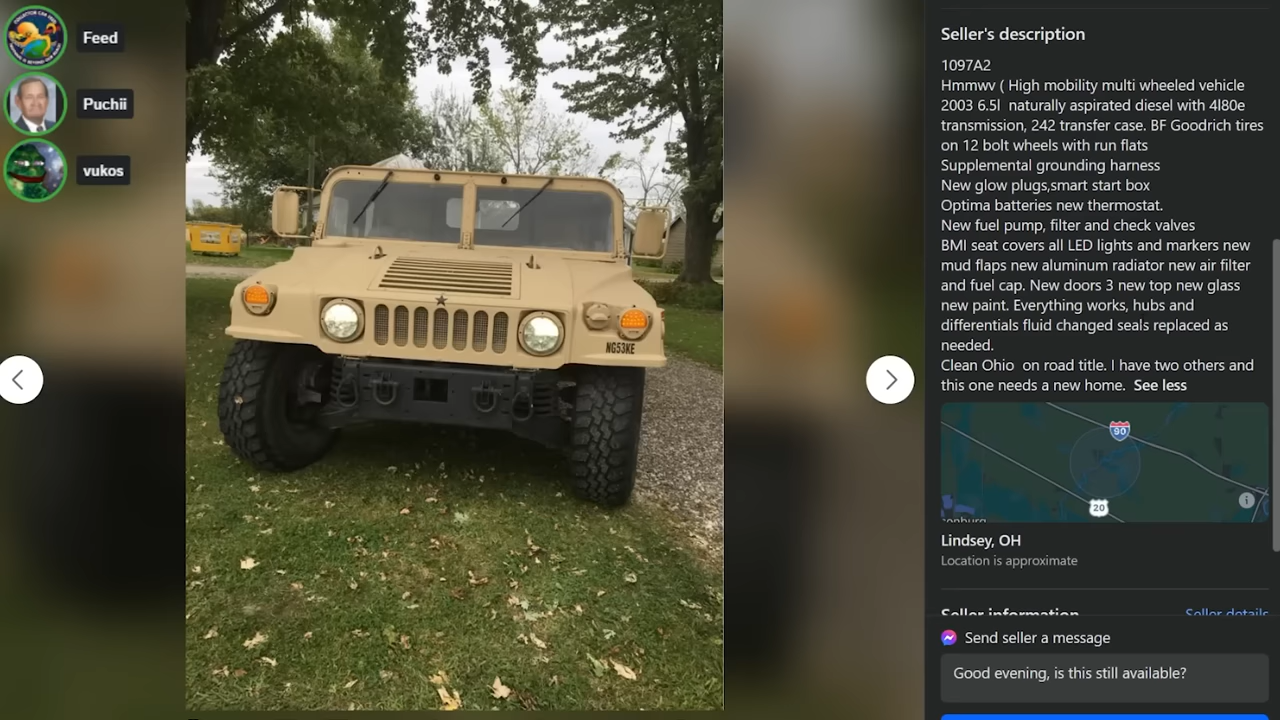 Feed
Puchii
vukos
NG53KE
Seller's description
1097A2
Hmmwv ( High mobility multi wheeled vehicle
2003 6.5l naturally aspirated diesel with 4l80e
transmission, 242 transfer case. BF Goodrich tires
on 12 bolt wheels with run flats
Supplemental grounding harness
New glow plugs,smart start box
Optima batteries new thermostat.
New fuel pump, filter and check valves
BMI seat covers all LED lights and markers new
mud flaps new aluminum radiator new air filter
and fuel cap. New doors 3 new top new glass
new paint. Everything works, hubs and
differentials fluid changed seals replaced as
needed.
Clean Ohio on road title. I have two others and
this one needs a new home. See less
90
20
Lindsey, OH
Location is approximate
Seller information Seller details
Send seller a message
Good evening, is this still available?